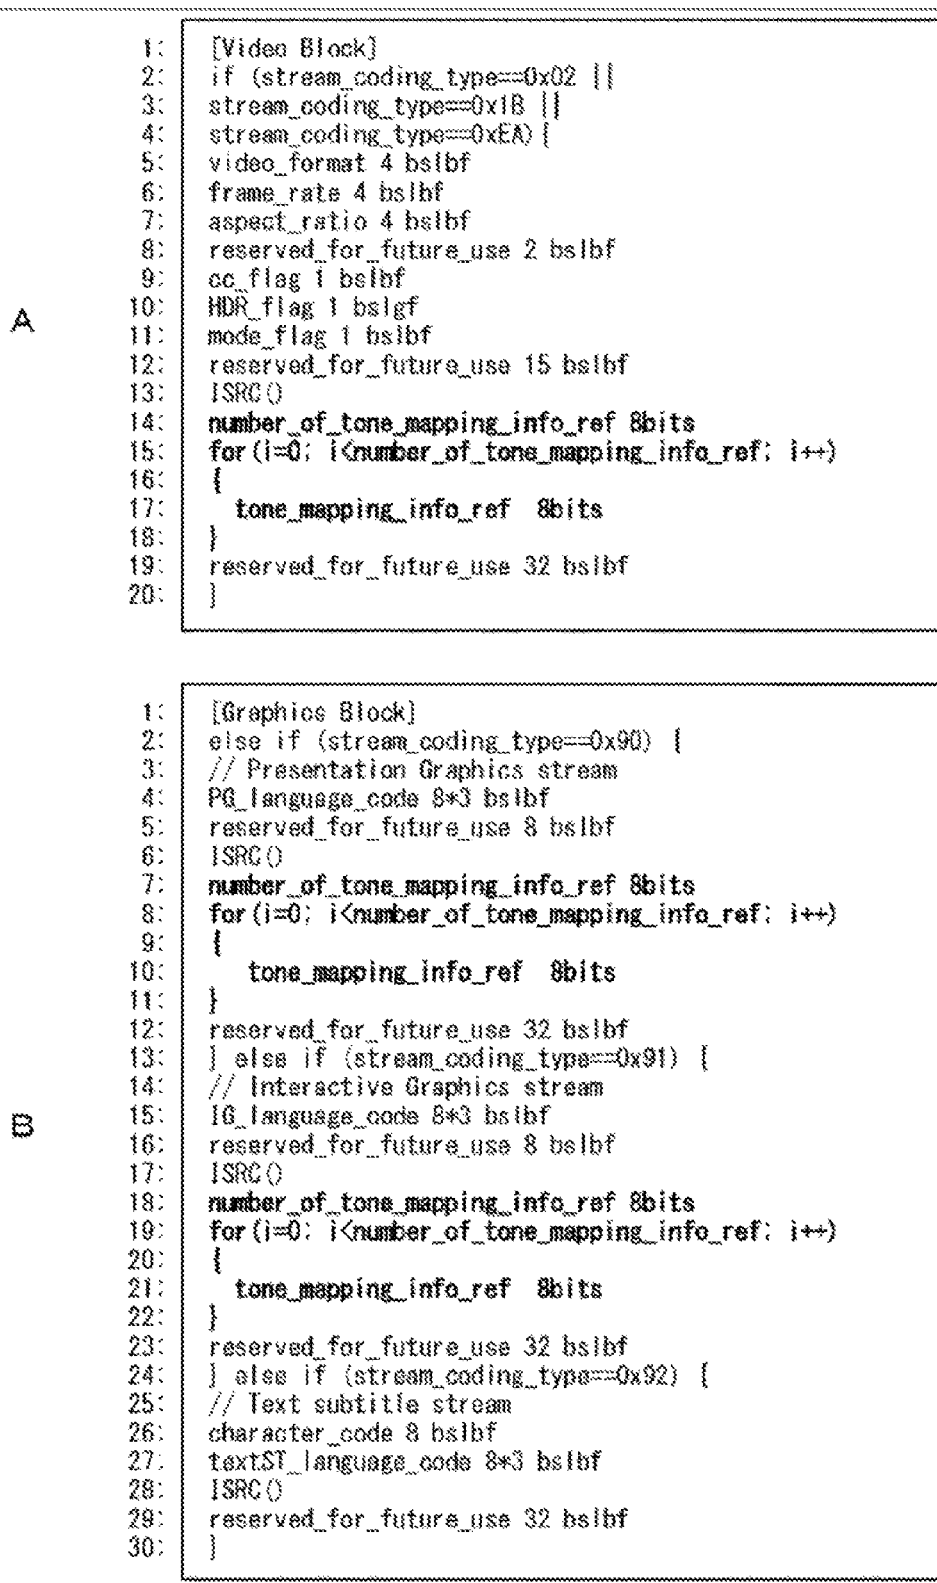 A
1: [Video Block]
2: if (stream_coding_type==0x02 ||
3: stream_coding_type==0x1B ||
4: stream_coding_type==0xEA) {
5: video_format 4 bslbf
6: frame_rate 4 bslbf
7: aspect_ratio 4 bslbf
8: reserved_for_future_use 2 bslbf
9: cc_flag 1 bslbf
10: HDR_flag 1 bslgf
11: mode_flag 1 bslbf
12: reserved_for_future_use 15 bslbf
13: ISRC()
14: number_of_tone_mapping_info_ref 8bits
15: for(i=0; i<number_of_tone_mapping_info_ref; i++)
16: {
17: tone_mapping_info_ref 8bits
18: }
19: reserved_for_future_use 32 bslbf
20: }
B
1: [Graphics Block]
2: else if (stream_coding_type==0x90) {
3: // Presentation Graphics stream
4: PG_language_code 8*3 bslbf
5: reserved_for_future_use 8 bslbf
6: ISRC()
7: number_of_tone_mapping_info_ref 8bits
8: for(i=0; i<number_of_tone_mapping_info_ref; i++)
9: {
10: tone_mapping_info_ref 8bits
11: }
12: reserved_for_future_use 32 bslbf
13: } else if (stream_coding_type==0x91) {
14: // Interactive Graphics stream
15: IG_language_code 8*3 bslbf
16: reserved_for_future_use 8 bslbf
17: ISRC()
18: number_of_tone_mapping_info_ref 8bits
19: for(i=0; i<number_of_tone_mapping_info_ref; i++)
20: {
21: tone_mapping_info_ref 8bits
22: }
23: reserved_for_future_use 32 bslbf
24: } else if (stream_coding_type==0x92) {
25: // Text subtitle stream
26: character_code 8 bslbf
27: textST_language_code 8*3 bslbf
28: ISRC()
29: reserved_for_future_use 32 bslbf
30: }